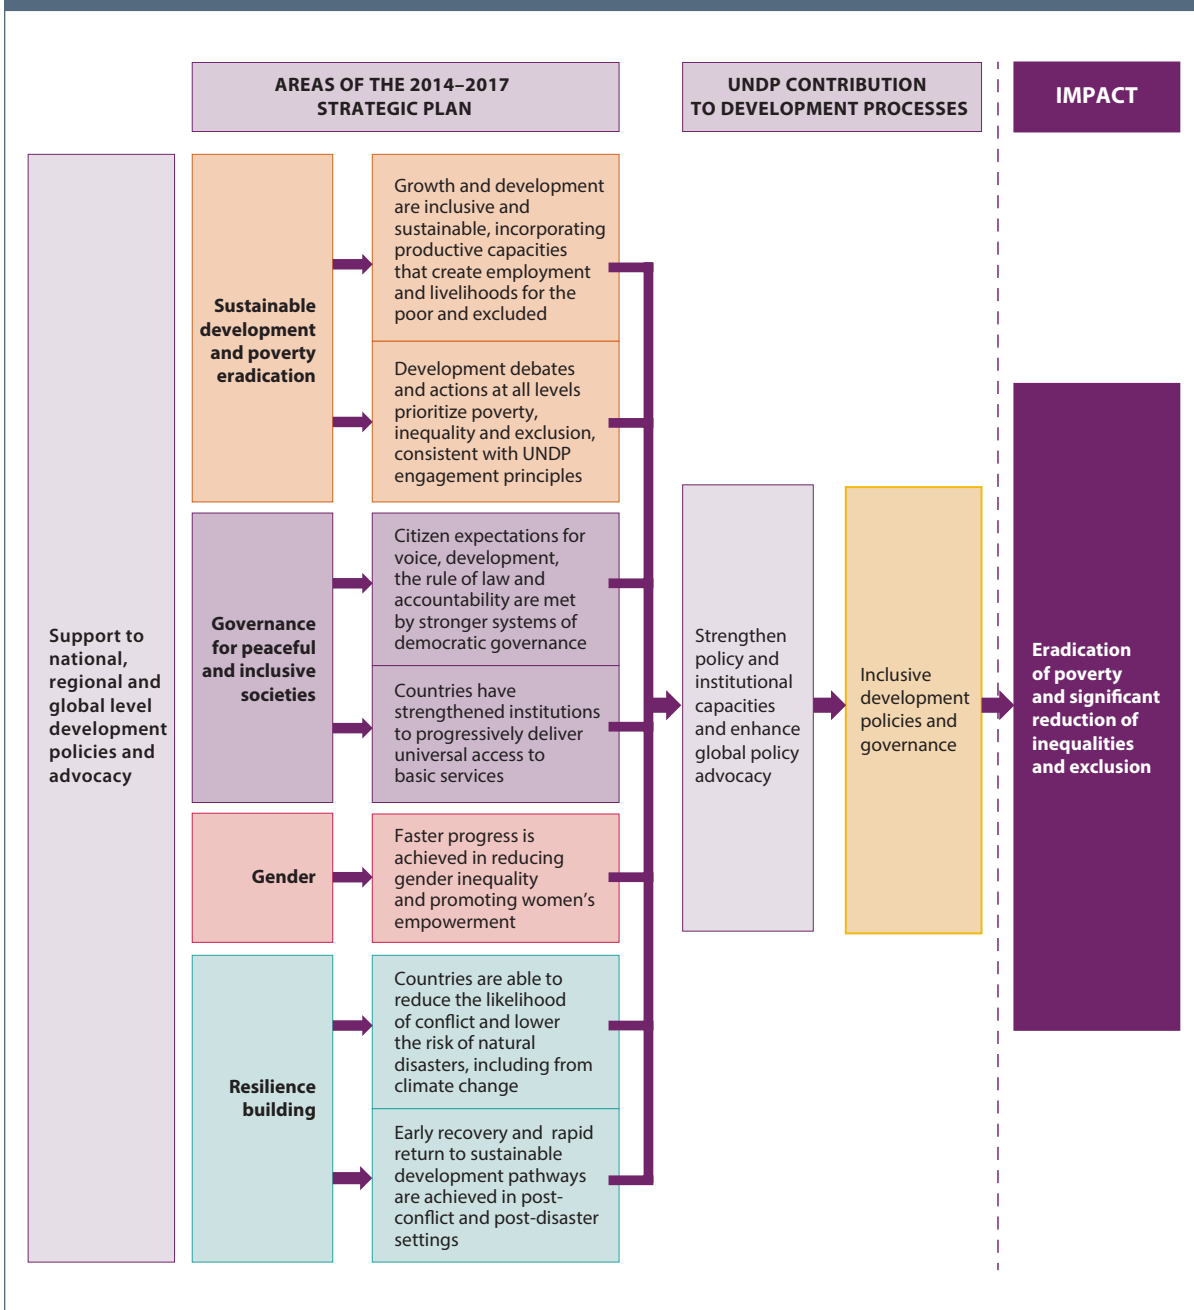 AREAS OF THE 2014–2017
STRATEGIC PLAN
UNDP CONTRIBUTION
TO DEVELOPMENT PROCESSES
IMPACT
Support to
national,
regional and
global level
development
policies and
advocacy
Sustainable
development
and poverty
eradication
Growth and development
are inclusive and
sustainable, incorporating
productive capacities
that create employment
and livelihoods for the
poor and excluded
Development debates
and actions at all levels
prioritize poverty,
inequality and exclusion,
consistent with UNDP
engagement principles
Governance
for peaceful
and inclusive
societies
Citizen expectations for
voice, development,
the rule of law and
accountability are met
by stronger systems of
democratic governance
Countries have
strengthened institutions
to progressively deliver
universal access to
basic services
Gender
Faster progress is
achieved in reducing
gender inequality
and promoting women’s
empowerment
Resilience
building
Countries are able to
reduce the likelihood
of conflict and lower
the risk of natural
disasters, including from
climate change
Early recovery and rapid
return to sustainable
development pathways
are achieved in post-
conflict and post-disaster
settings
Strengthen
policy and
institutional
capacities
and enhance
global policy
advocacy
Inclusive
development
policies and
governance
Eradication
of poverty
and significant
reduction of
inequalities
and exclusion